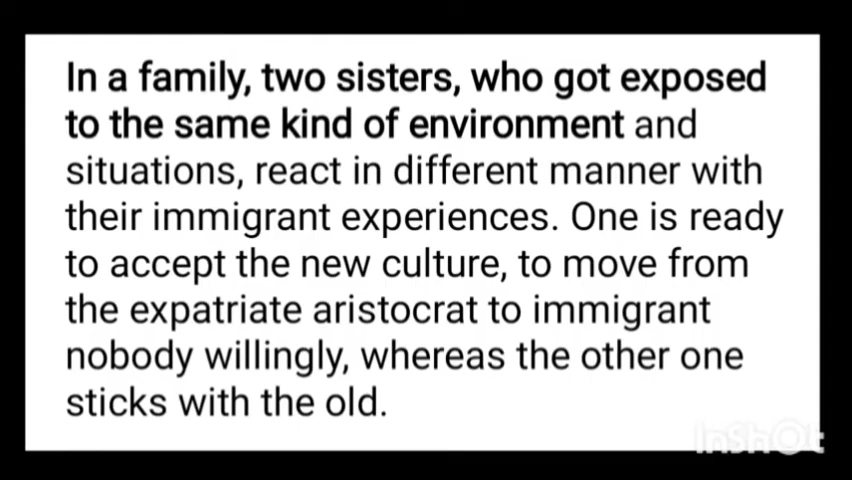 In a family, two sisters, who got exposed
to the same kind of environment and
situations, react in different manner with
their immigrant experiences. One is ready
to accept the new culture, to move from
the expatriate aristocrat to immigrant
nobody willingly, whereas the other one
sticks with the old.
InShOt